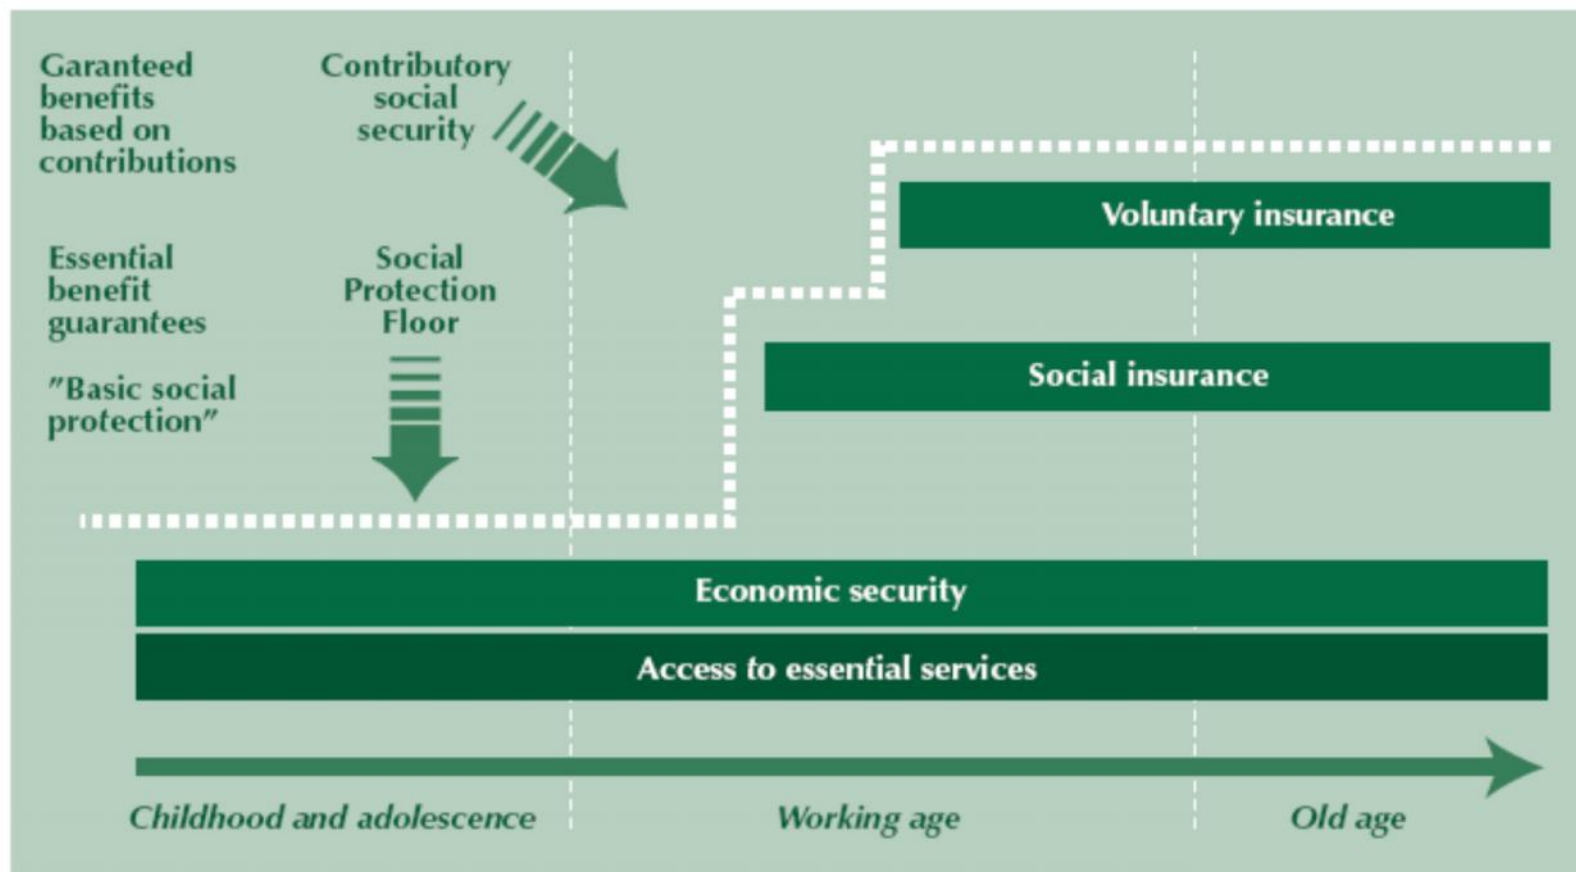 Garanteed
benefits
based on
contributions
Contributory
social
security
Voluntary insurance
Essential
benefit
guarantees
"Basic social
protection"
Social
Protection
Floor
Social insurance
Economic security
Access to essential services
Childhood and adolescence
Working age
Old age